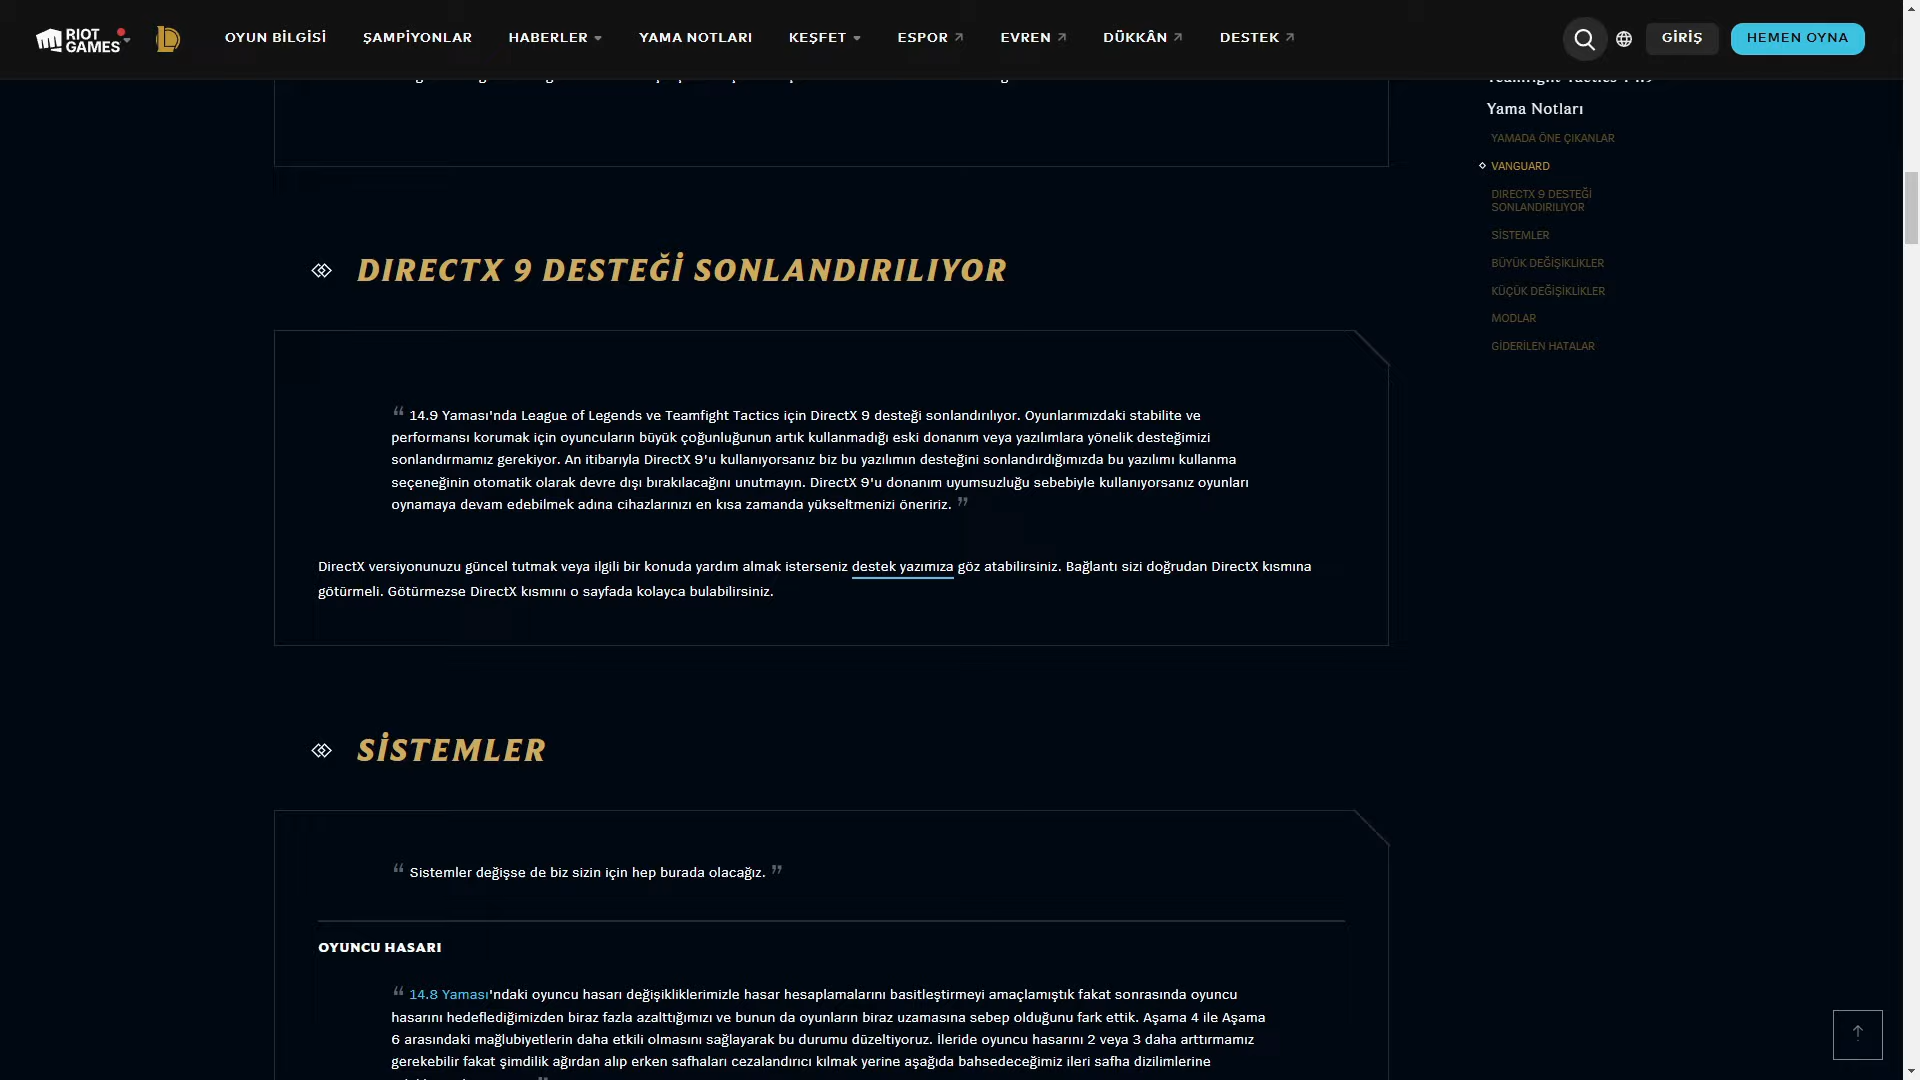 RIOT GAMES
OYUN BİLGİSİ
ŞAMPİYONLAR
HABERLER
YAMA NOTLARI
KEŞFET
ESPOR
EVREN
DÜKKÂN
DESTEK
GİRİŞ
HEMEN OYNA
Teamfight Tactics 14.9
Yama Notları
YAMADA ÖNE ÇIKANLAR
VANGUARD
DIRECTX 9 DESTEĞİ
SONLANDIRILIYOR
SİSTEMLER
BÜYÜK DEĞİŞİKLİKLER
KÜÇÜK DEĞİŞİKLİKLER
MODLAR
GİDERİLEN HATALAR
DIRECTX 9 DESTEĞİ SONLANDIRILIYOR
“ 14.9 Yaması'nda League of Legends ve Teamfight Tactics için DirectX 9 desteği sonlandırılıyor. Oyunlarımızdaki stabilite ve
performansı korumak için oyuncuların büyük çoğunluğunun artık kullanmadığı eski donanım veya yazılımlara yönelik desteğimizi
sonlandırmamız gerekiyor. An itibarıyla DirectX 9'u kullanıyorsanız biz bu yazılımın desteğini sonlandırdığımızda bu yazılımı kullanma
seçeneğinin otomatik olarak devre dışı bırakılacağını unutmayın. DirectX 9'u donanım uyumsuzluğu sebebiyle kullanıyorsanız oyunları
oynamaya devam edebilmek adına cihazlarınızı en kısa zamanda yükseltmenizi öneririz. ”
DirectX versiyonunuzu güncel tutmak veya ilgili bir konuda yardım almak isterseniz destek yazımıza göz atabilirsiniz. Bağlantı sizi doğrudan DirectX kısmına
götürmeli. Götürmezse DirectX kısmını o sayfada kolayca bulabilirsiniz.
SİSTEMLER
“ Sistemler değişse de biz sizin için hep burada olacağız. ”
OYUNCU HASARI
“ 14.8 Yaması'ndaki oyuncu hasarı değişikliklerimizle hasar hesaplamalarını basitleştirmeyi amaçlamıştık fakat sonrasında oyuncu
hasarını hedeflediğimizden biraz fazla azalttığımızı ve bunun da oyunların biraz uzamasına sebep olduğunu fark ettik. Aşama 4 ile Aşama
6 arasındaki mağlubiyetlerin daha etkili olmasını sağlayarak bu durumu düzeltiyoruz. İleride oyuncu hasarını 2 veya 3 daha arttırmamız
gerekebilir fakat şimdilik ağırdan alıp erken safhaları cezalandırıcı kılmak yerine aşağıda bahsedeceğimiz ileri safha dizilimlerine